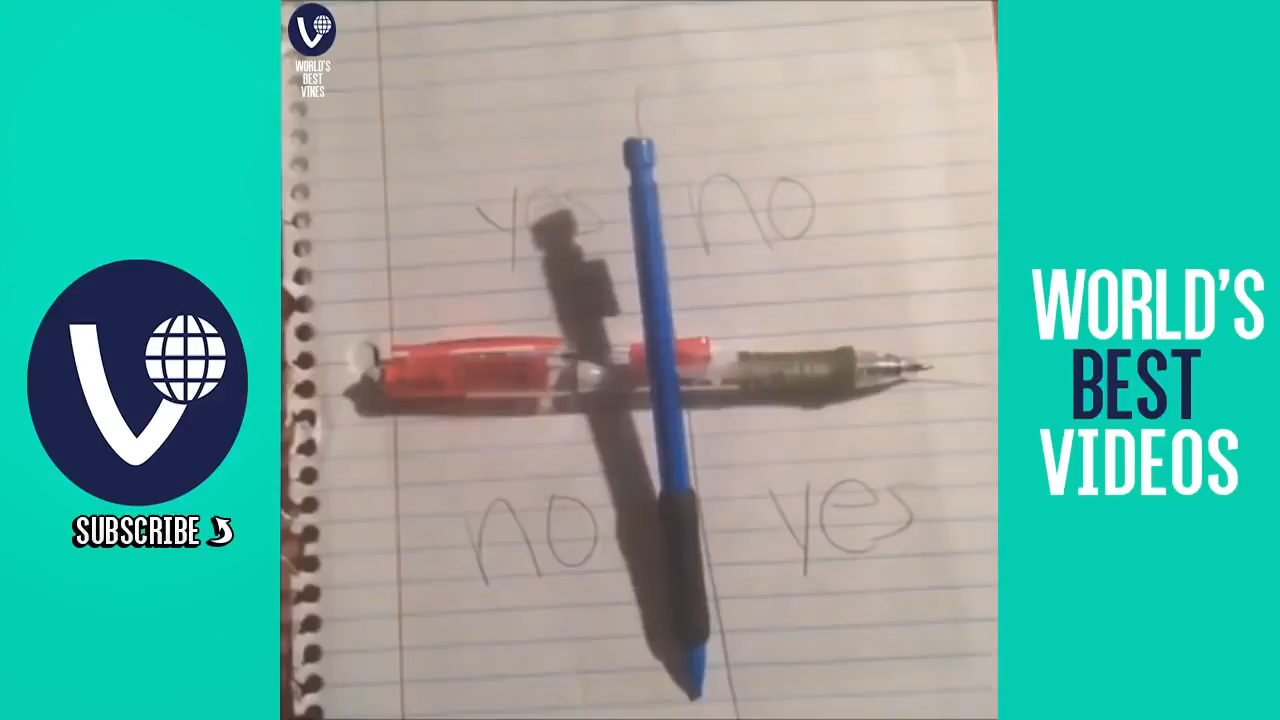 WORLD'S
BEST
VINES
yes no
no yes
SUBSCRIBE
WORLD'S
BEST
VIDEOS